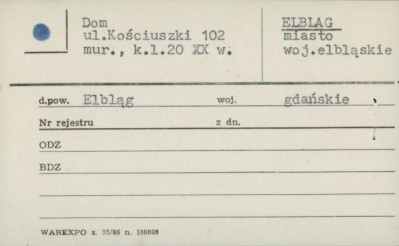 Dom
ul.Kościuszki 102
mur., k.l.20 XX w.
ELBLĄG
miasto
woj.elbląskie
d.pow. Elbląg woj. gdańskie
Nr rejestru z dn.
ODZ
BDZ
WAREXPO z. 35/86 n. 100808